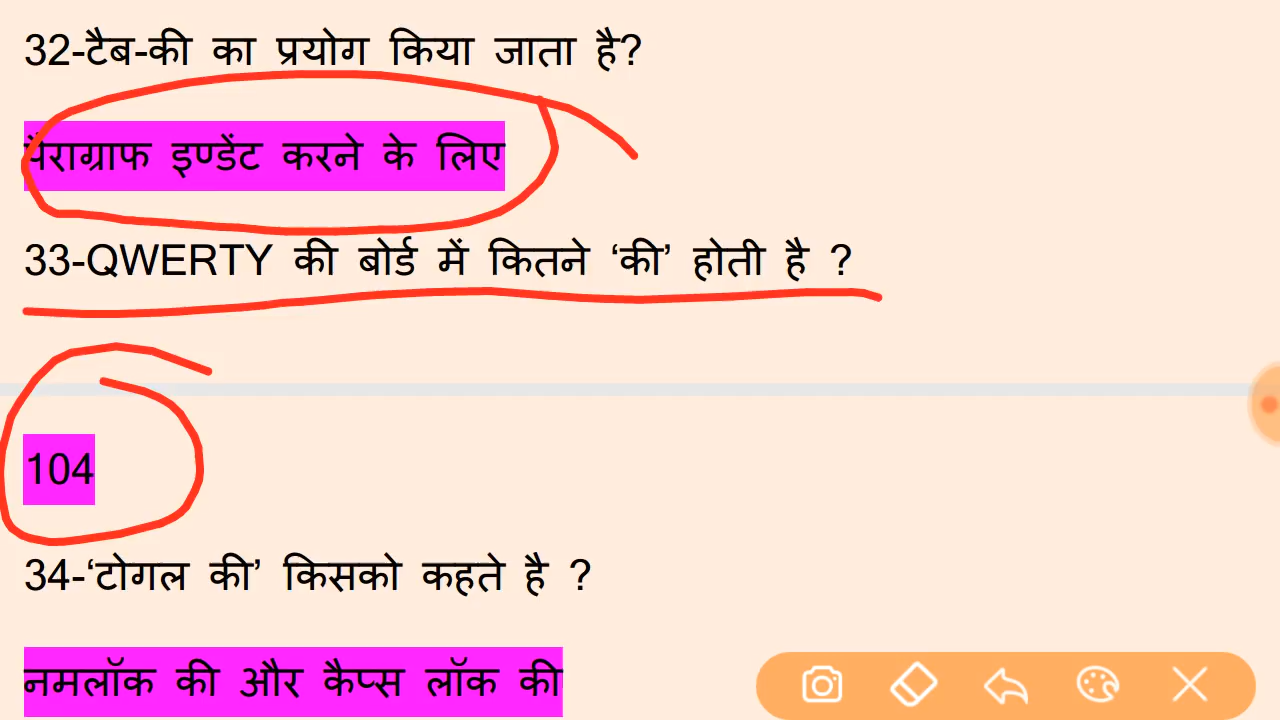 32-टैब-की का प्रयोग किया जाता है?
पैराग्राफ इण्डेंट करने के लिए
33-QWERTY की बोर्ड में कितने ‘की’ होती है ?
104
34-‘टोगल की’ किसको कहते है ?
नमलॉक की और कैप्स लॉक की